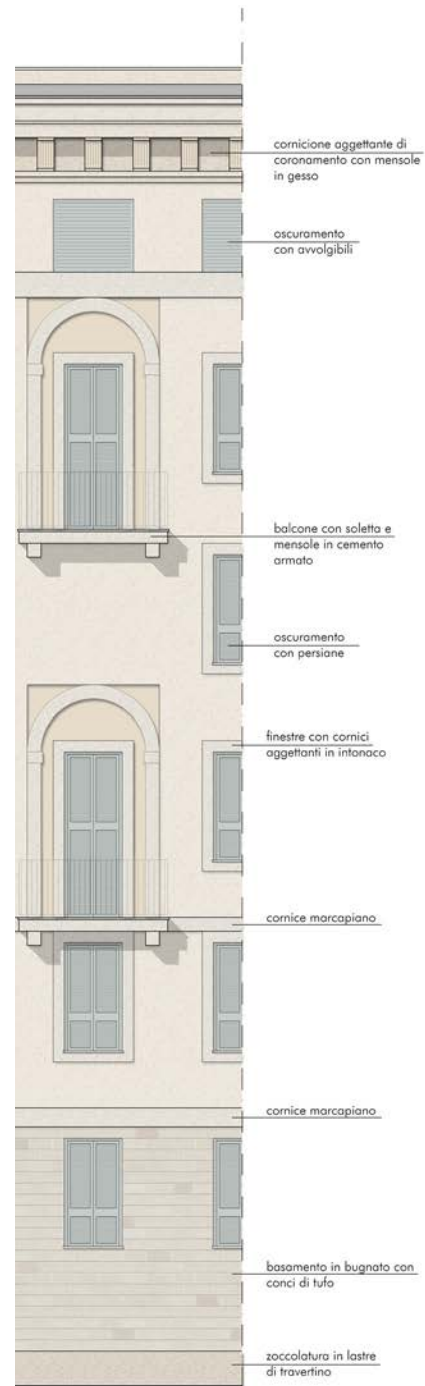 cornicione aggettante di
coronamento con mensole
in gesso
oscuramento
con avvolgibili
balcone con soletta e
mensole in cemento
armato
oscuramento
con persiane
finestre con cornici
aggettanti in intonaco
cornice marcapiano
cornice marcapiano
basamento in bugnato con
conci di tufo
zoccolatura in lastre
di travertino